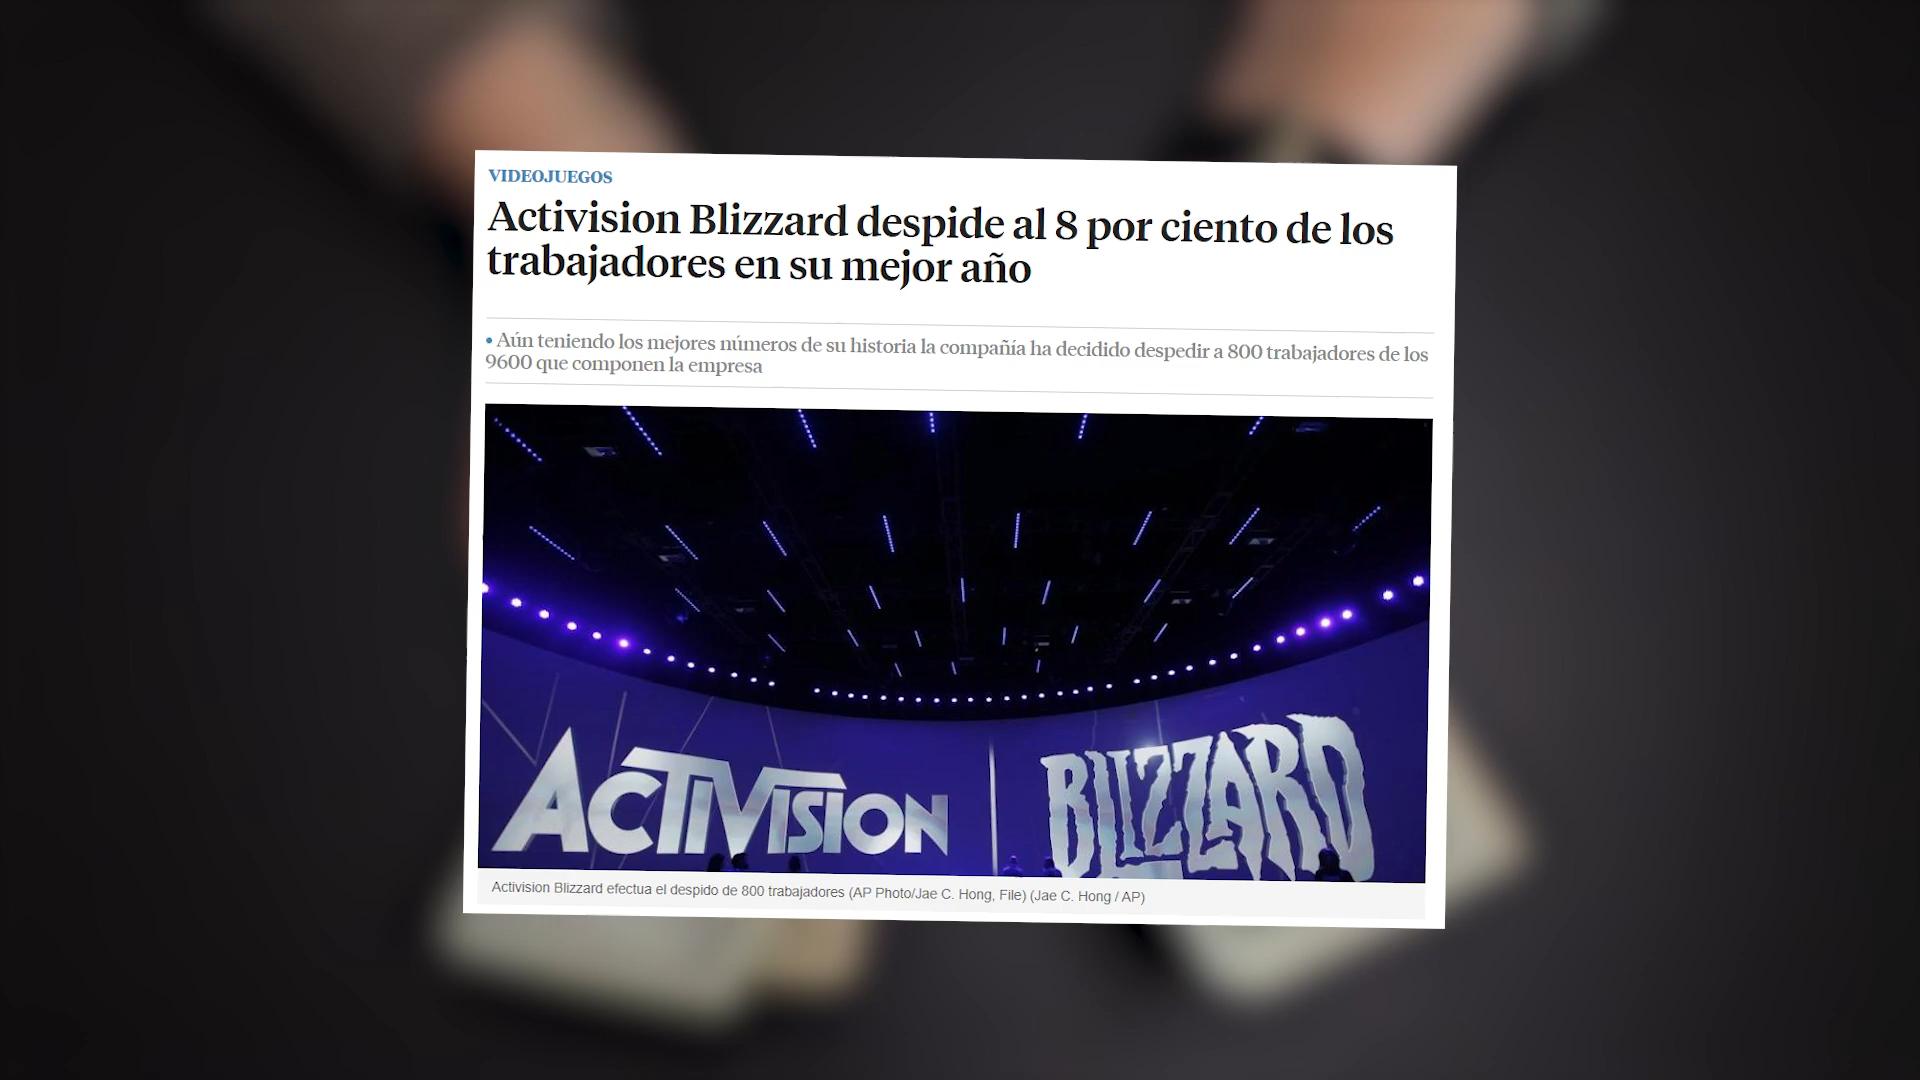 VIDEOJUEGOS
Activision Blizzard despide al 8 por ciento de los
trabajadores en su mejor año
• Aún teniendo los mejores números de su historia la compañía ha decidido despedir a 800 trabajadores de los
9600 que componen la empresa
ACTIVISION
BLIZZARD
Activision Blizzard efectua el despido de 800 trabajadores (AP Photo/Jae C. Hong, File) (Jae C. Hong / AP)